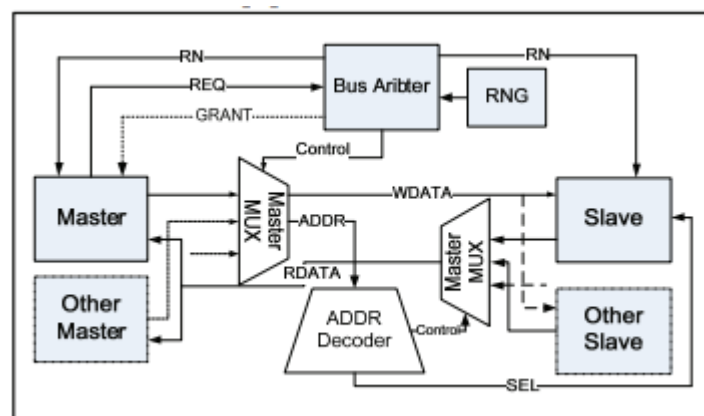 RN
RN
REQ
Bus Aribter
RNG
GRANT
Control
Master
Master
MUX
WDATA
ADDR
Slave
RDATA
Master
MUX
Other
Master
ADDR
Decoder
Control
Other
Slave
SEL